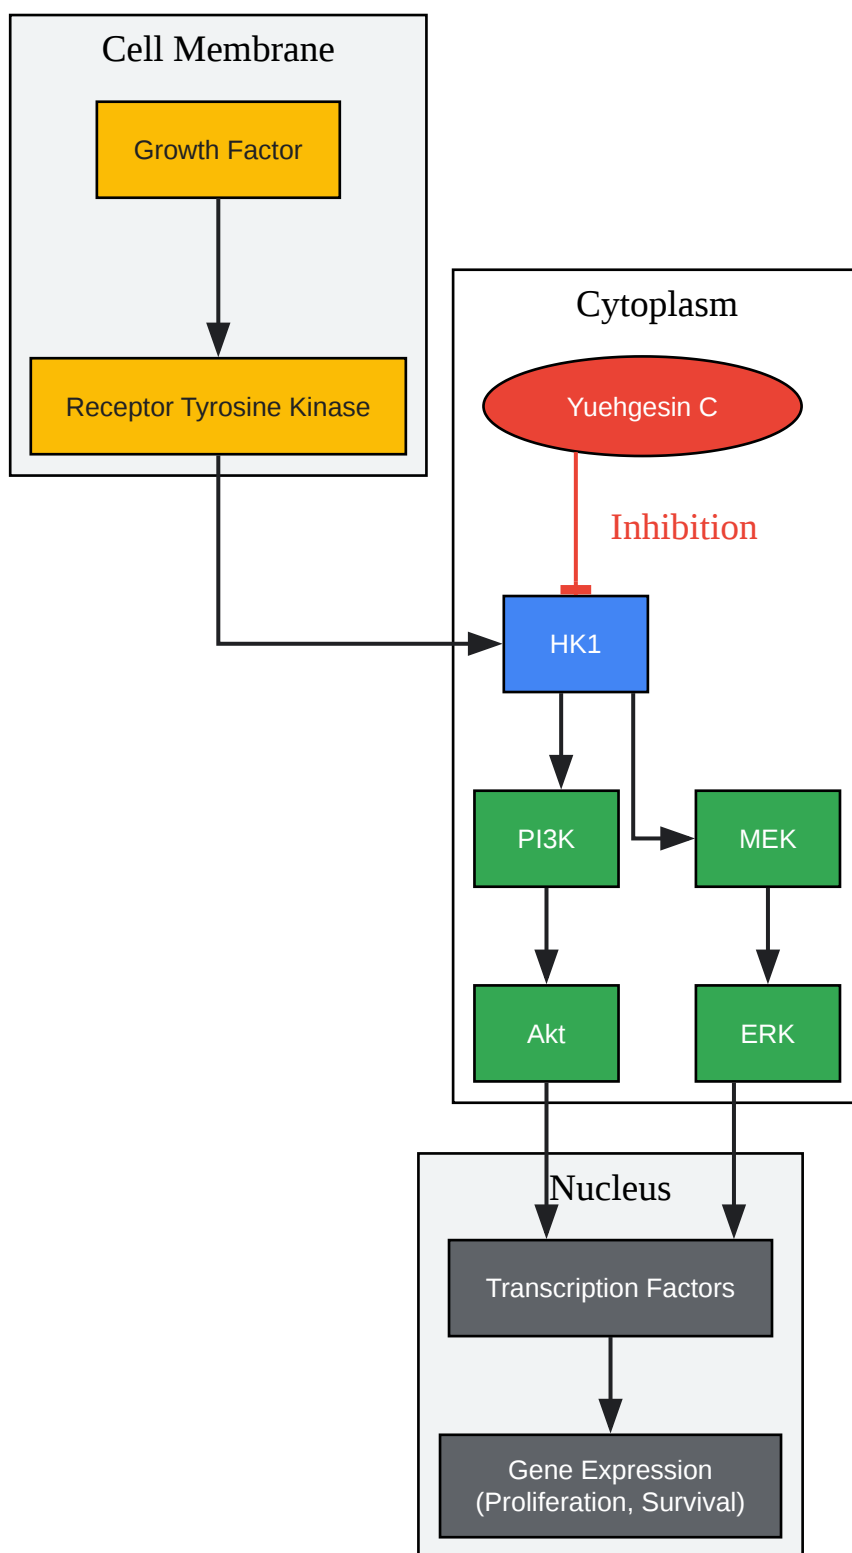 Cell Membrane
Growth Factor
Receptor Tyrosine Kinase
Cytoplasm
Yuehgesin C
Inhibition
HK1
PI3K
MEK
Akt
ERK
Nucleus
Transcription Factors
Gene Expression
(Proliferation, Survival)